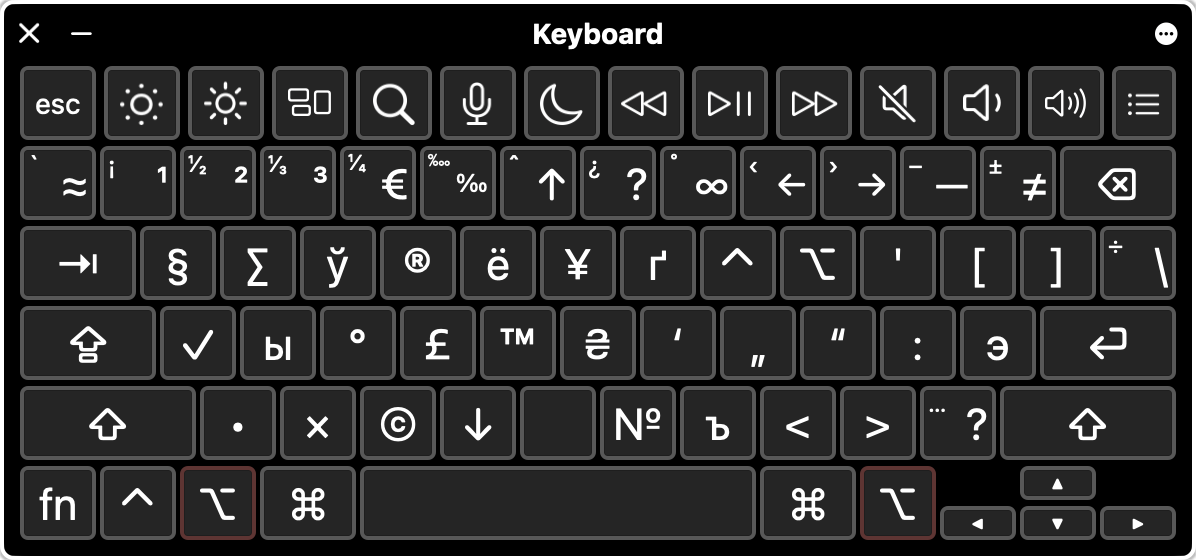 Keyboard
esc
` ≈ ¡ 1 ½ 2 ⅓ 3 ¼ € ‱ ‰ ˆ ↑ ¿ ? ° ∞ ‹ ← › → – — ± ≠
⇥ § ∑ ў ® ё ¥ ґ ⌃ ⌥ ' [ ] ÷ \
✓ ы ° £ ™ ₴ ‘ „ “ : э
• × © ↓ № ъ < > … ?
fn ⌃ ⌥ ⌘ ⌘ ⌥